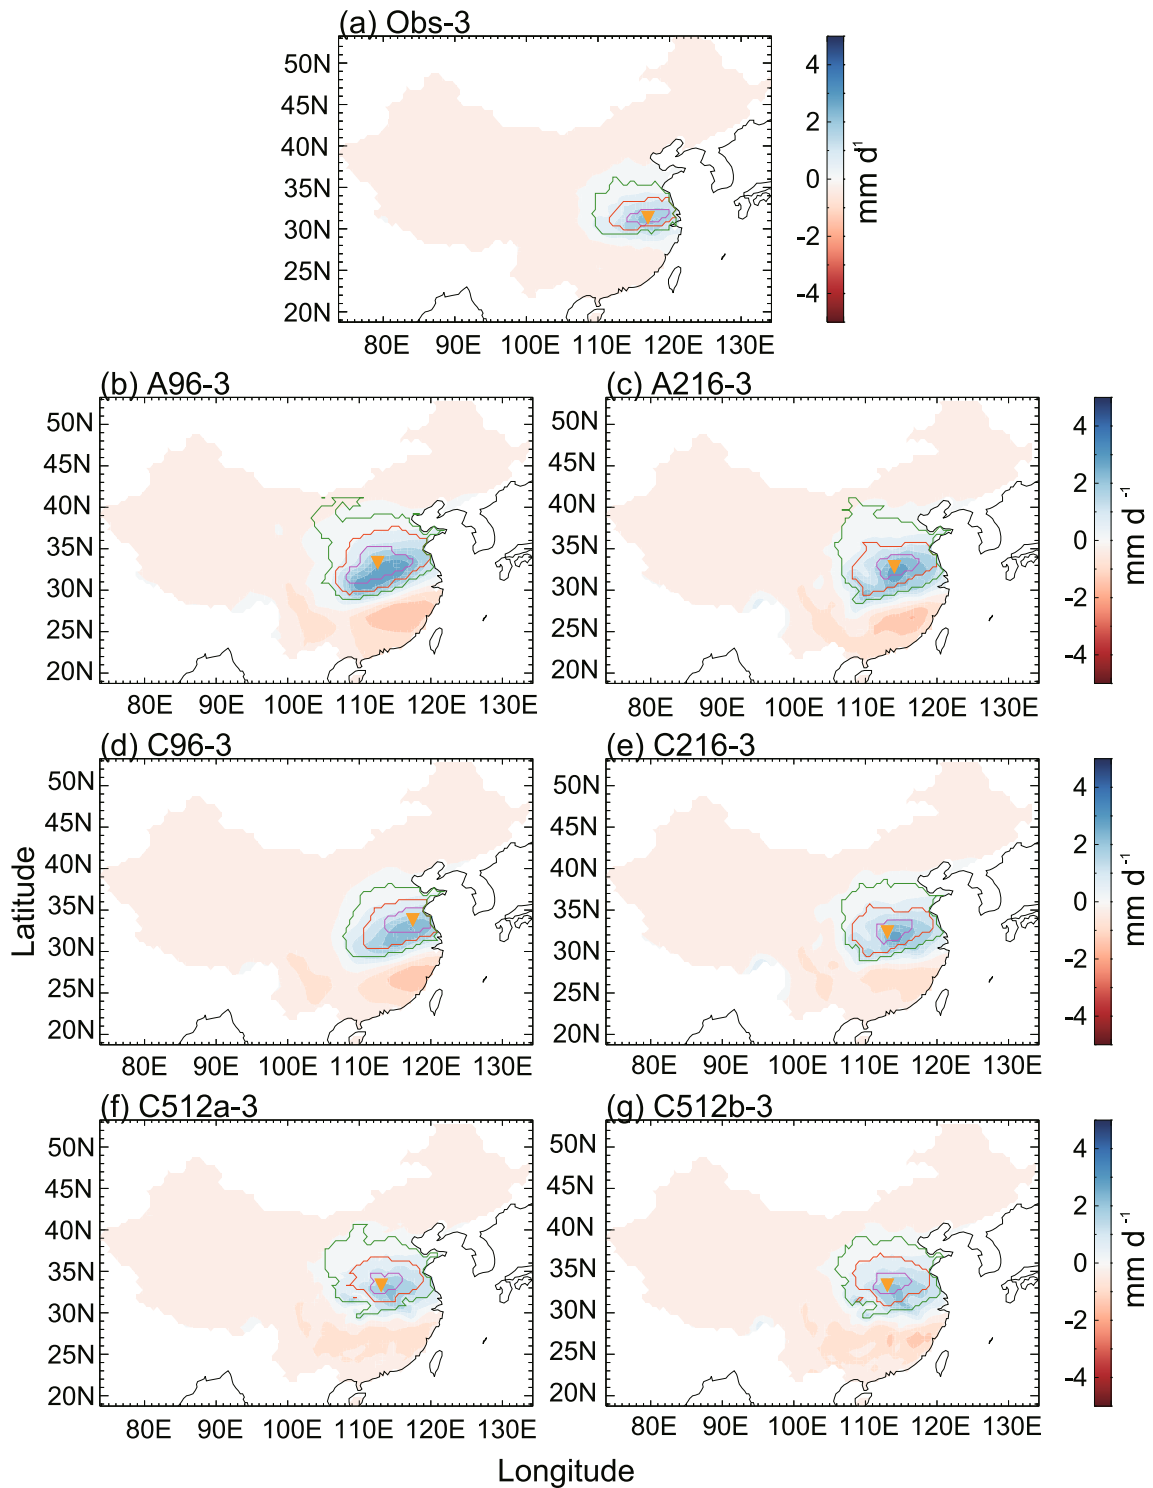 (a) Obs-3
50N
45N
40N
35N
30N
25N
20N
80E 90E 100E 110E 120E 130E
4
2
0
-2
-4
mm d¹
(b) A96-3
50N
45N
40N
35N
30N
25N
20N
80E 90E 100E 110E 120E 130E
(c) A216-3
50N
45N
40N
35N
30N
25N
20N
80E 90E 100E 110E 120E 130E
4
2
0
-2
-4
mm d⁻¹
(d) C96-3
50N
45N
40N
35N
30N
25N
20N
80E 90E 100E 110E 120E 130E
(e) C216-3
50N
45N
40N
35N
30N
25N
20N
80E 90E 100E 110E 120E 130E
4
2
0
-2
-4
mm d⁻¹
Latitude
(f) C512a-3
50N
45N
40N
35N
30N
25N
20N
80E 90E 100E 110E 120E 130E
(g) C512b-3
50N
45N
40N
35N
30N
25N
20N
80E 90E 100E 110E 120E 130E
4
2
0
-2
-4
mm d⁻¹
Longitude